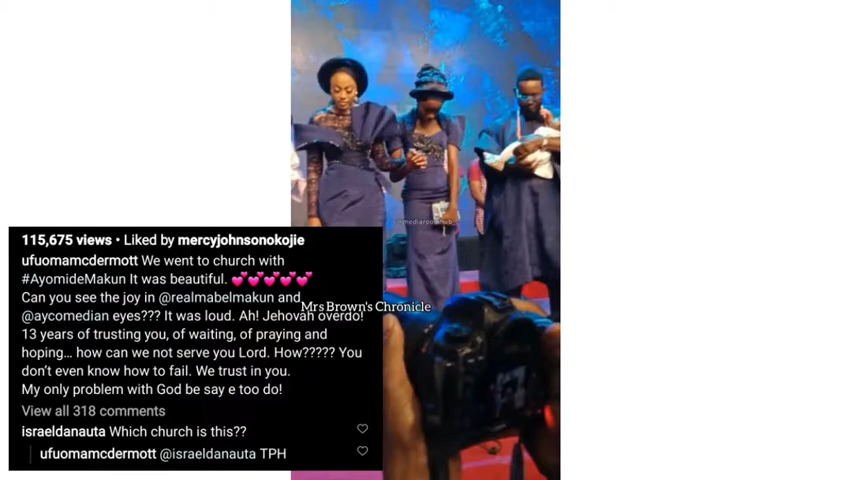 @mediaroomhub_
Mrs Brown's Chronicle
115,675 views • Liked by mercyjohnsonokojie
ufuomamcdermott We went to church with
#AyomideMakun It was beautiful. 💕💕💕💕💕
Can you see the joy in @realmabelmakun and
@aycomedian eyes??? It was loud. Ah! Jehovah overdo!
13 years of trusting you, of waiting, of praying and
hoping... how can we not serve you Lord. How????? You
don't even know how to fail. We trust in you.
My only problem with God be say e too do!
View all 318 comments
israeldanauta Which church is this??
ufuomamcdermott @israeldanauta TPH